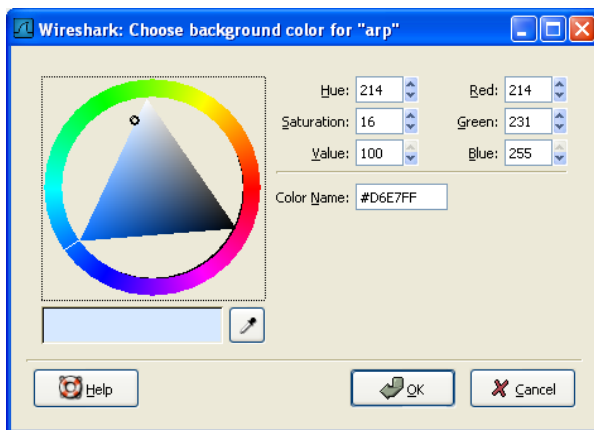 Wireshark: Choose background color for "arp"
Hue: 214 Red: 214
Saturation: 16 Green: 231
Value: 100 Blue: 255
Color Name: #D6E7FF
Help OK Cancel